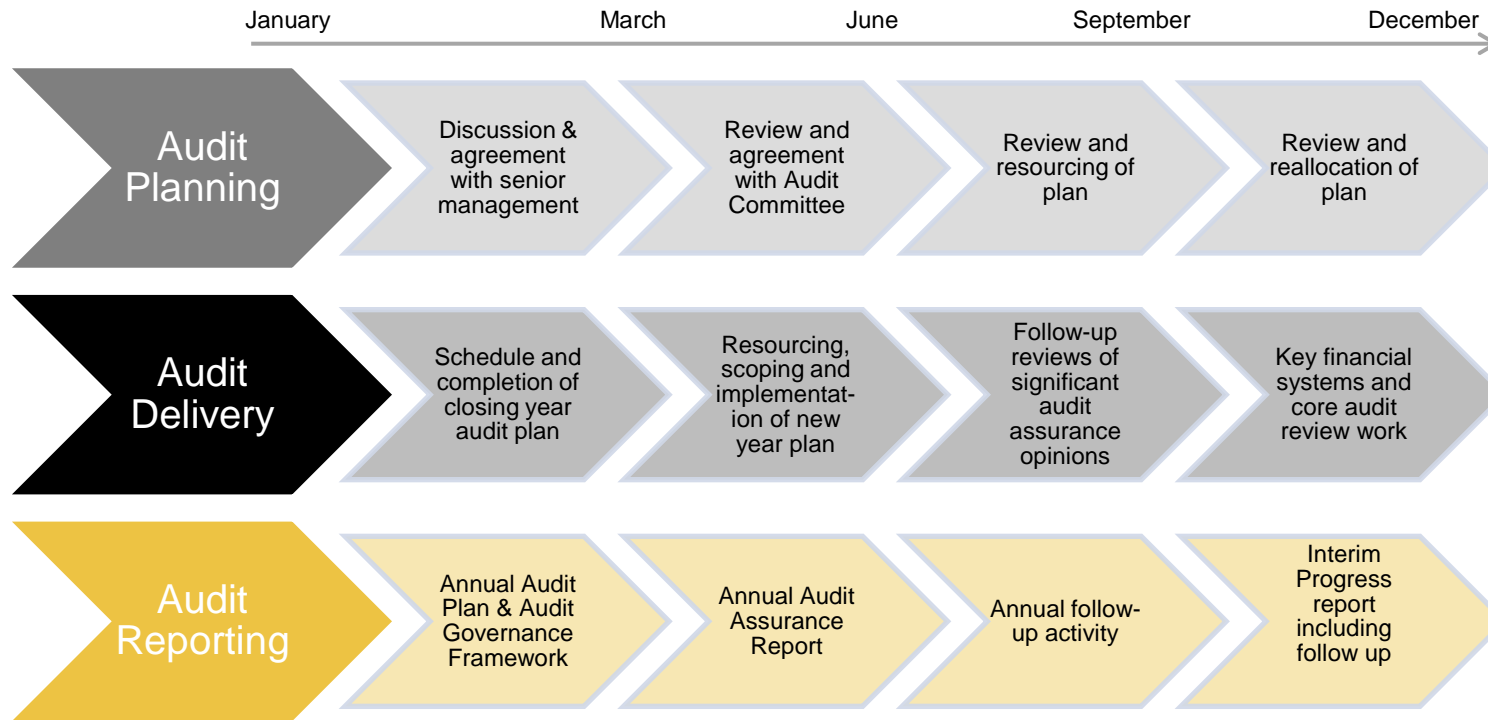 January March June September December
Audit
Planning
Discussion &
agreement
with senior
management
Review and
agreement
with Audit
Committee
Review and
resourcing of
plan
Review and
reallocation of
plan
Audit
Delivery
Schedule and
completion of
closing year
audit plan
Resourcing,
scoping and
implementat-
ion of new
year plan
Follow-up
reviews of
significant
audit
assurance
opinions
Key financial
systems and
core audit
review work
Audit
Reporting
Annual Audit
Plan & Audit
Governance
Framework
Annual Audit
Assurance
Report
Annual follow-
up activity
Interim
Progress
report
including
follow up